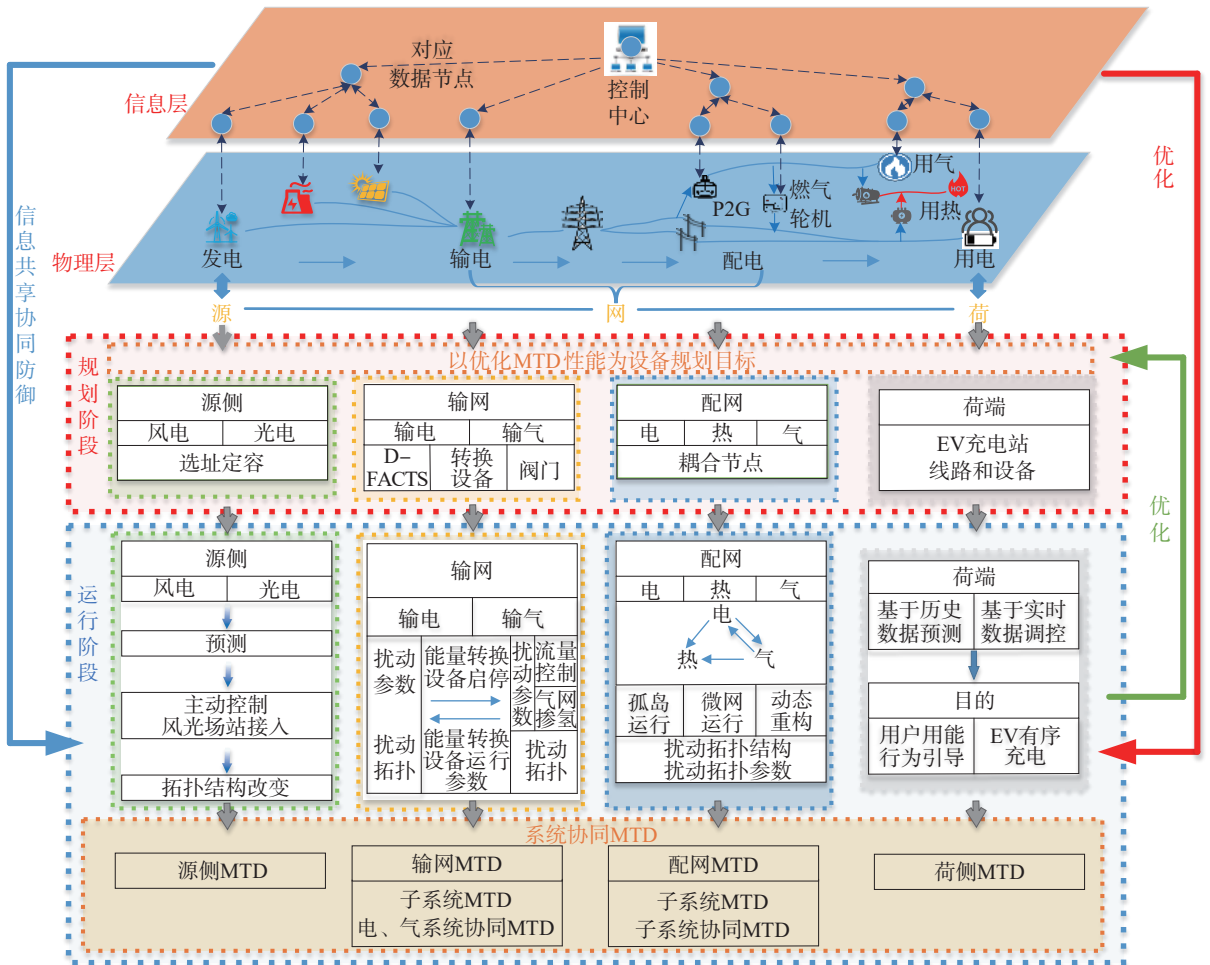 对应
数据节点
控制
中心
信息层
优化
信息共享协同防御
用气
HOT
P2G
燃气
轮机
用热
物理层
发电
输电
配电
用电
源
网
荷
规划阶段
以优化MTD性能为设备规划目标
源侧
风电
光电
选址定容
输网
输电
输气
D-
FACTS
转换
设备
阀门
配网
电
热
气
耦合节点
荷端
EV充电站
线路和设备
优化
运行阶段
源侧
风电
光电
预测
主动控制
风光场站接入
拓扑结构改变
输网
输电
输气
扰动
参数
扰动
拓扑
能量转换
设备启停
能量转换
设备运行
参数
扰动参数
流量
控制
气网
掺氢
扰动
拓扑
配网
电
热
气
电
热
气
孤岛
运行
微网
运行
动态
重构
扰动拓扑结构
扰动拓扑参数
荷端
基于历史
数据预测
基于实时
数据调控
目的
用户用能
行为引导
EV有序
充电
系统协同MTD
源侧MTD
输网MTD
子系统MTD
电、气系统协同MTD
配网MTD
子系统MTD
子系统协同MTD
荷侧MTD